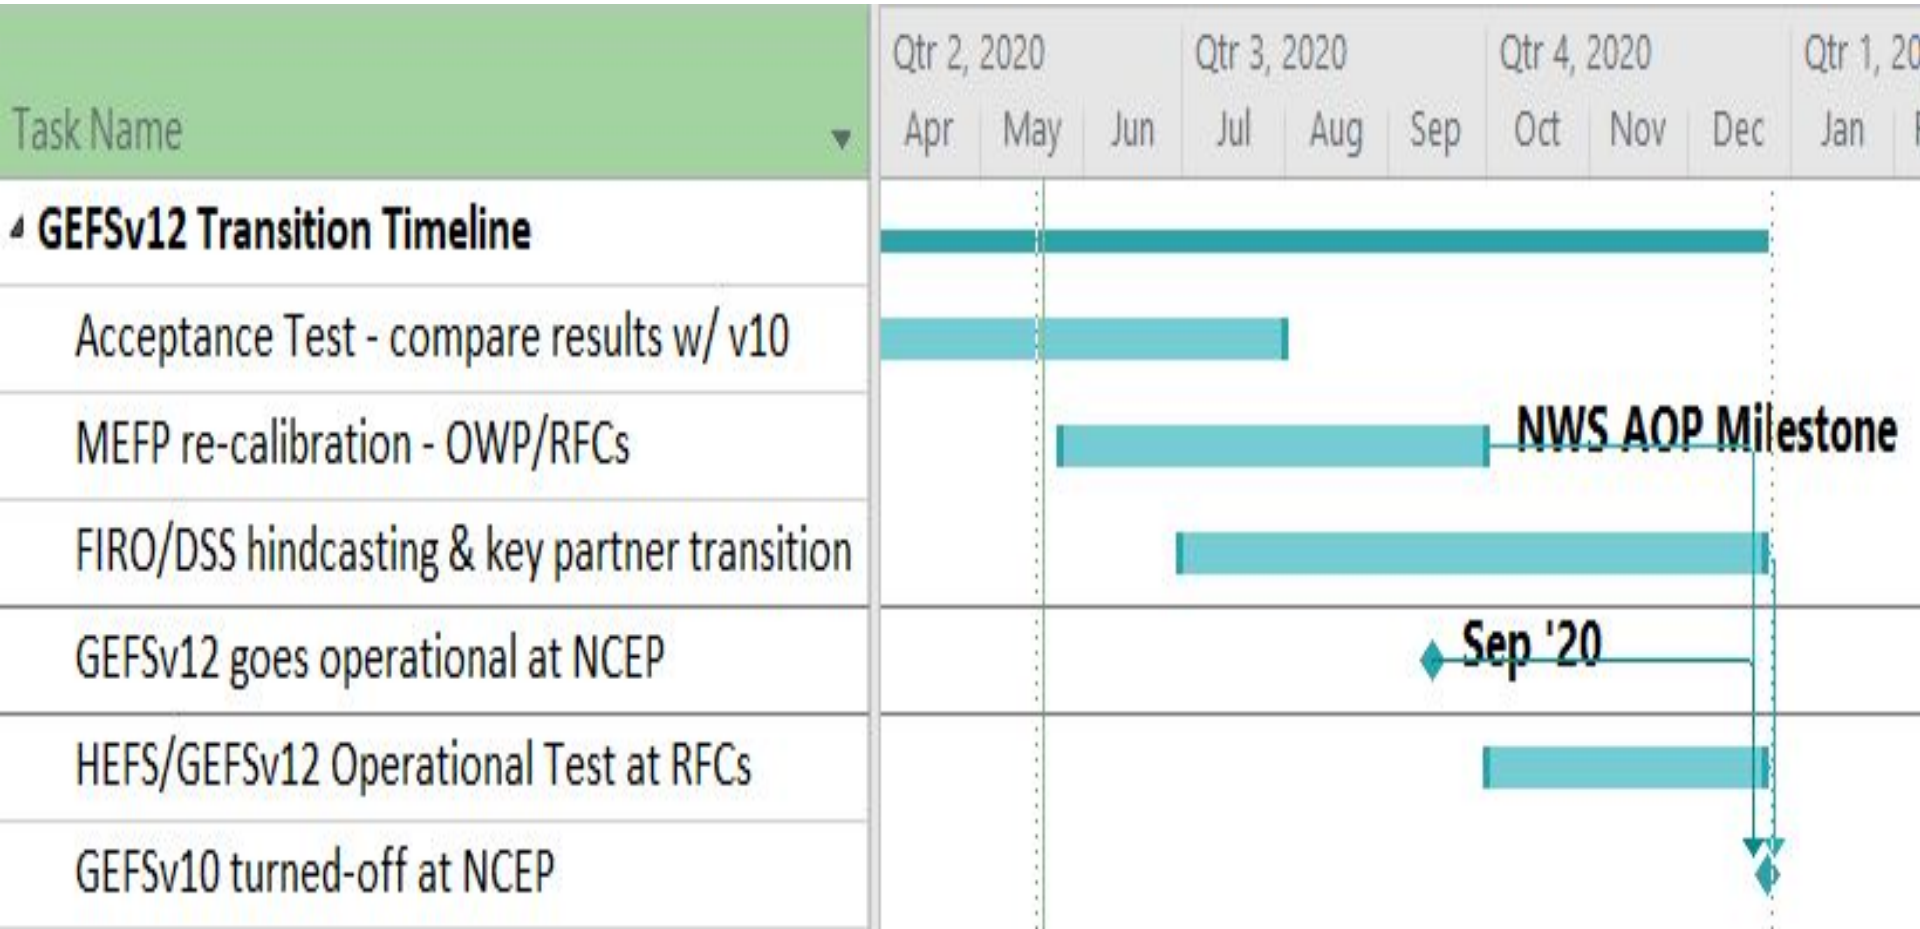 Qtr 2, 2020 Qtr 3, 2020 Qtr 4, 2020 Qtr 1, 20
Task Name Apr May Jun Jul Aug Sep Oct Nov Dec Jan
GEFSv12 Transition Timeline
Acceptance Test - compare results w/ v10
MEFP re-calibration - OWP/RFCs NWS AOP Milestone
FIRO/DSS hindcasting & key partner transition
GEFSv12 goes operational at NCEP Sep '20
HEFS/GEFSv12 Operational Test at RFCs
GEFSv10 turned-off at NCEP